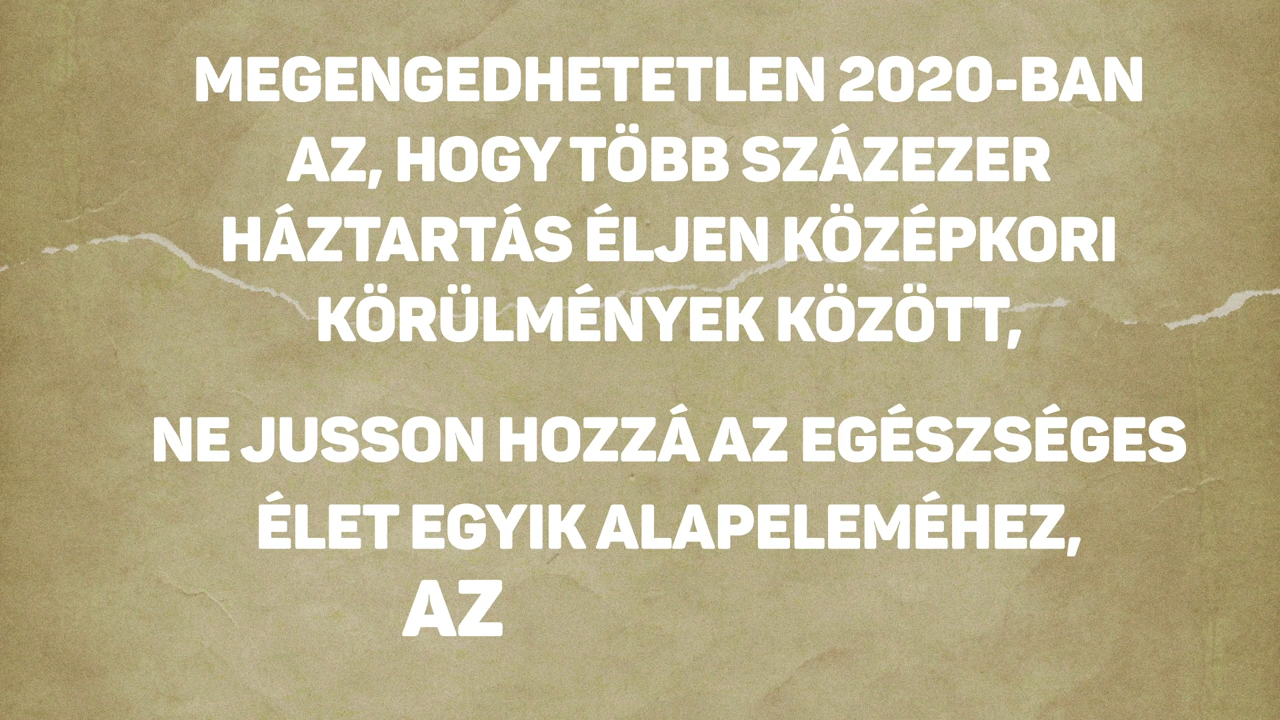 MEGENGEDHETETLEN 2020-BAN
AZ, HOGY TÖBB SZÁZEZER
HÁZTARTÁS ÉLJEN KÖZÉPKORI
KÖRÜLMÉNYEK KÖZÖTT,
NE JUSSON HOZZÁ AZ EGÉSZSÉGES
ÉLET EGYIK ALAPELEMÉHEZ,
AZ